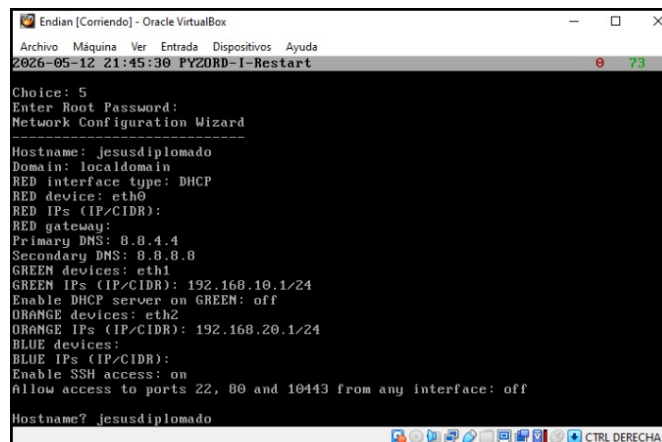 Endian [Corriendo] - Oracle VirtualBox
Archivo Máquina Ver Entrada Dispositivos Ayuda
2026-05-12 21:45:30 PYZORD-I-Restart 0 73
Choice: 5
Enter Root Password:
Network Configuration Wizard
----------------------------
Hostname: jesusdiplomado
Domain: localdomain
RED interface type: DHCP
RED device: eth0
RED IPs (IP/CIDR):
RED gateway:
Primary DNS: 8.8.4.4
Secondary DNS: 8.8.8.8
GREEN devices: eth1
GREEN IPs (IP/CIDR): 192.168.10.1/24
Enable DHCP server on GREEN: off
ORANGE devices: eth2
ORANGE IPs (IP/CIDR): 192.168.20.1/24
BLUE devices:
BLUE IPs (IP/CIDR):
Enable SSH access: on
Allow access to ports 22, 80 and 10443 from any interface: off
Hostname? jesusdiplomado
CTRL DERECHA